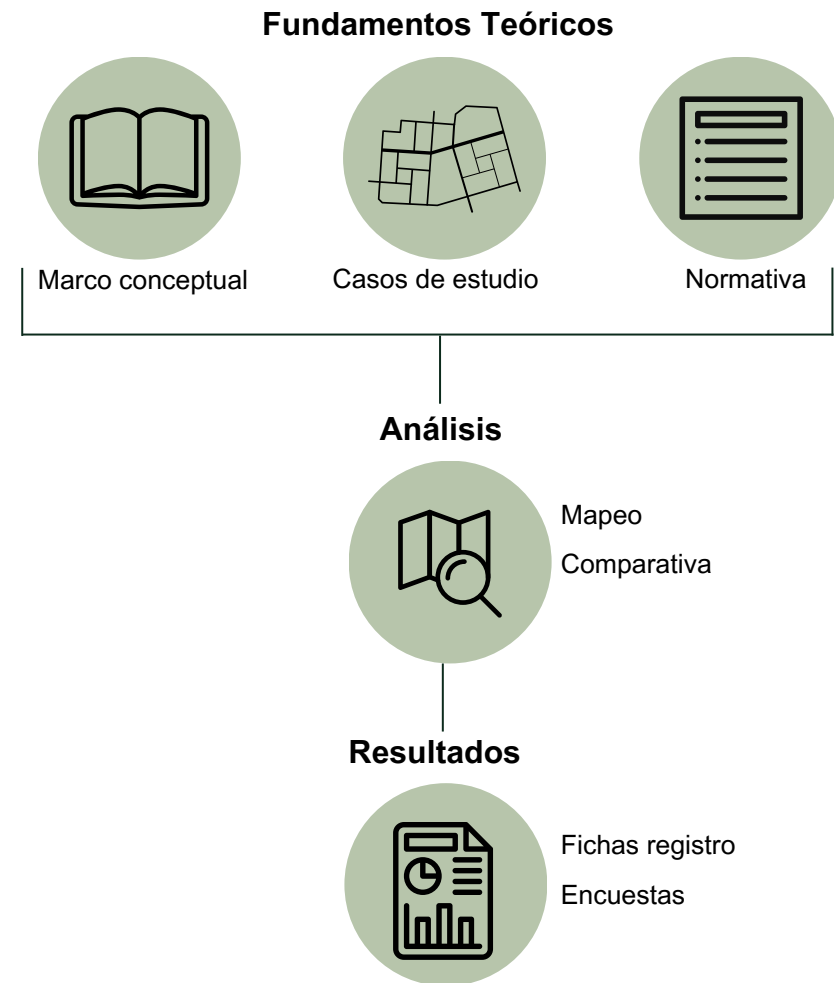 Fundamentos Teóricos
Marco conceptual
Casos de estudio
Normativa
Análisis
Mapeo
Comparativa
Resultados
Fichas registro
Encuestas